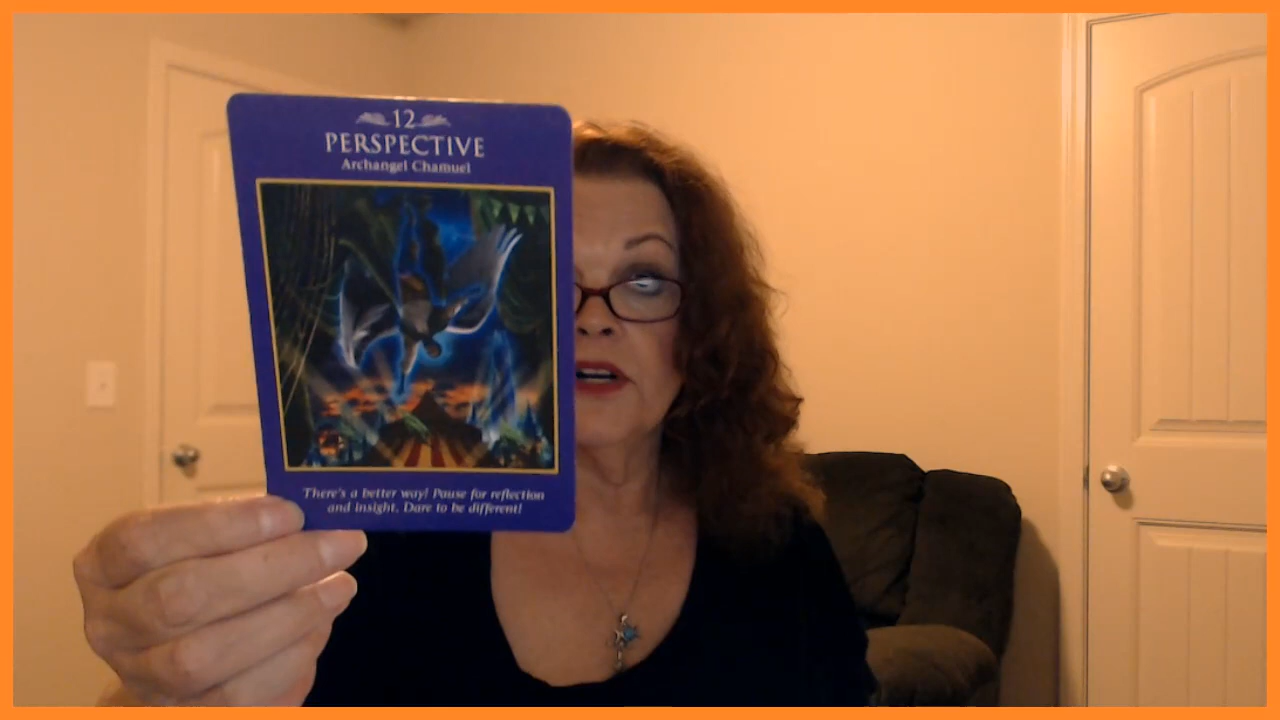 12
PERSPECTIVE
Archangel Chamuel
There's a better way! Pause for reflection
and insight. Dare to be different!